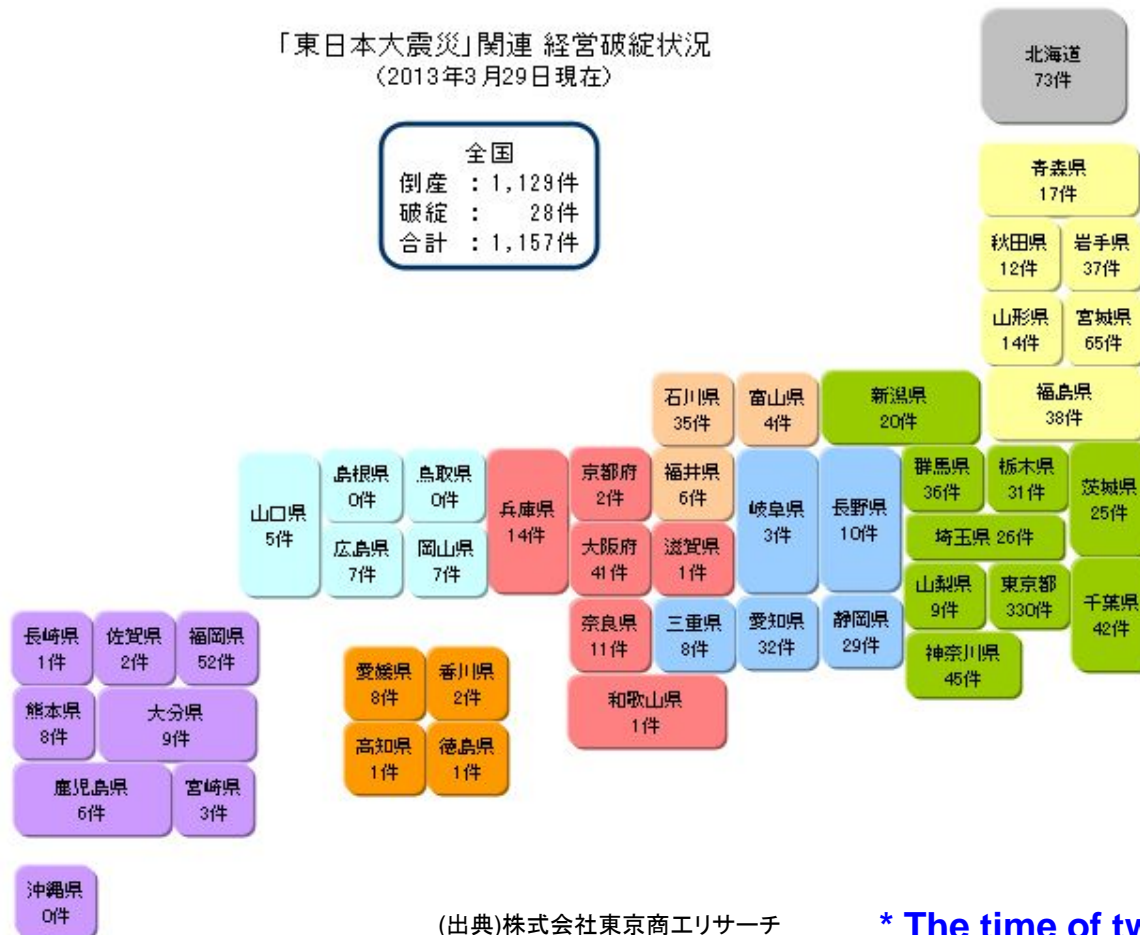 「東日本大震災」関連 経営破綻状況
（2013年3月29日現在）
全国
倒産 ： 1,129件
破綻 ： 28件
合計 ： 1,157件
北海道
73件
青森県
17件
秋田県
12件
岩手県
37件
山形県
14件
宮城県
65件
福島県
38件
石川県
35件
富山県
4件
新潟県
20件
山口県
5件
島根県
0件
鳥取県
0件
広島県
7件
岡山県
7件
兵庫県
14件
京都府
2件
福井県
6件
大阪府
41件
滋賀県
1件
岐阜県
3件
長野県
10件
群馬県
36件
栃木県
31件
茨城県
25件
埼玉県 26件
山梨県
9件
東京都
330件
千葉県
42件
奈良県
11件
三重県
8件
愛知県
32件
静岡県
29件
神奈川県
45件
和歌山県
1件
愛媛県
8件
香川県
2件
高知県
1件
徳島県
1件
長崎県
1件
佐賀県
2件
福岡県
52件
熊本県
8件
大分県
9件
鹿児島県
6件
宮崎県
3件
沖縄県
0件
(出典)株式会社東京商工リサーチ
* The time of tw